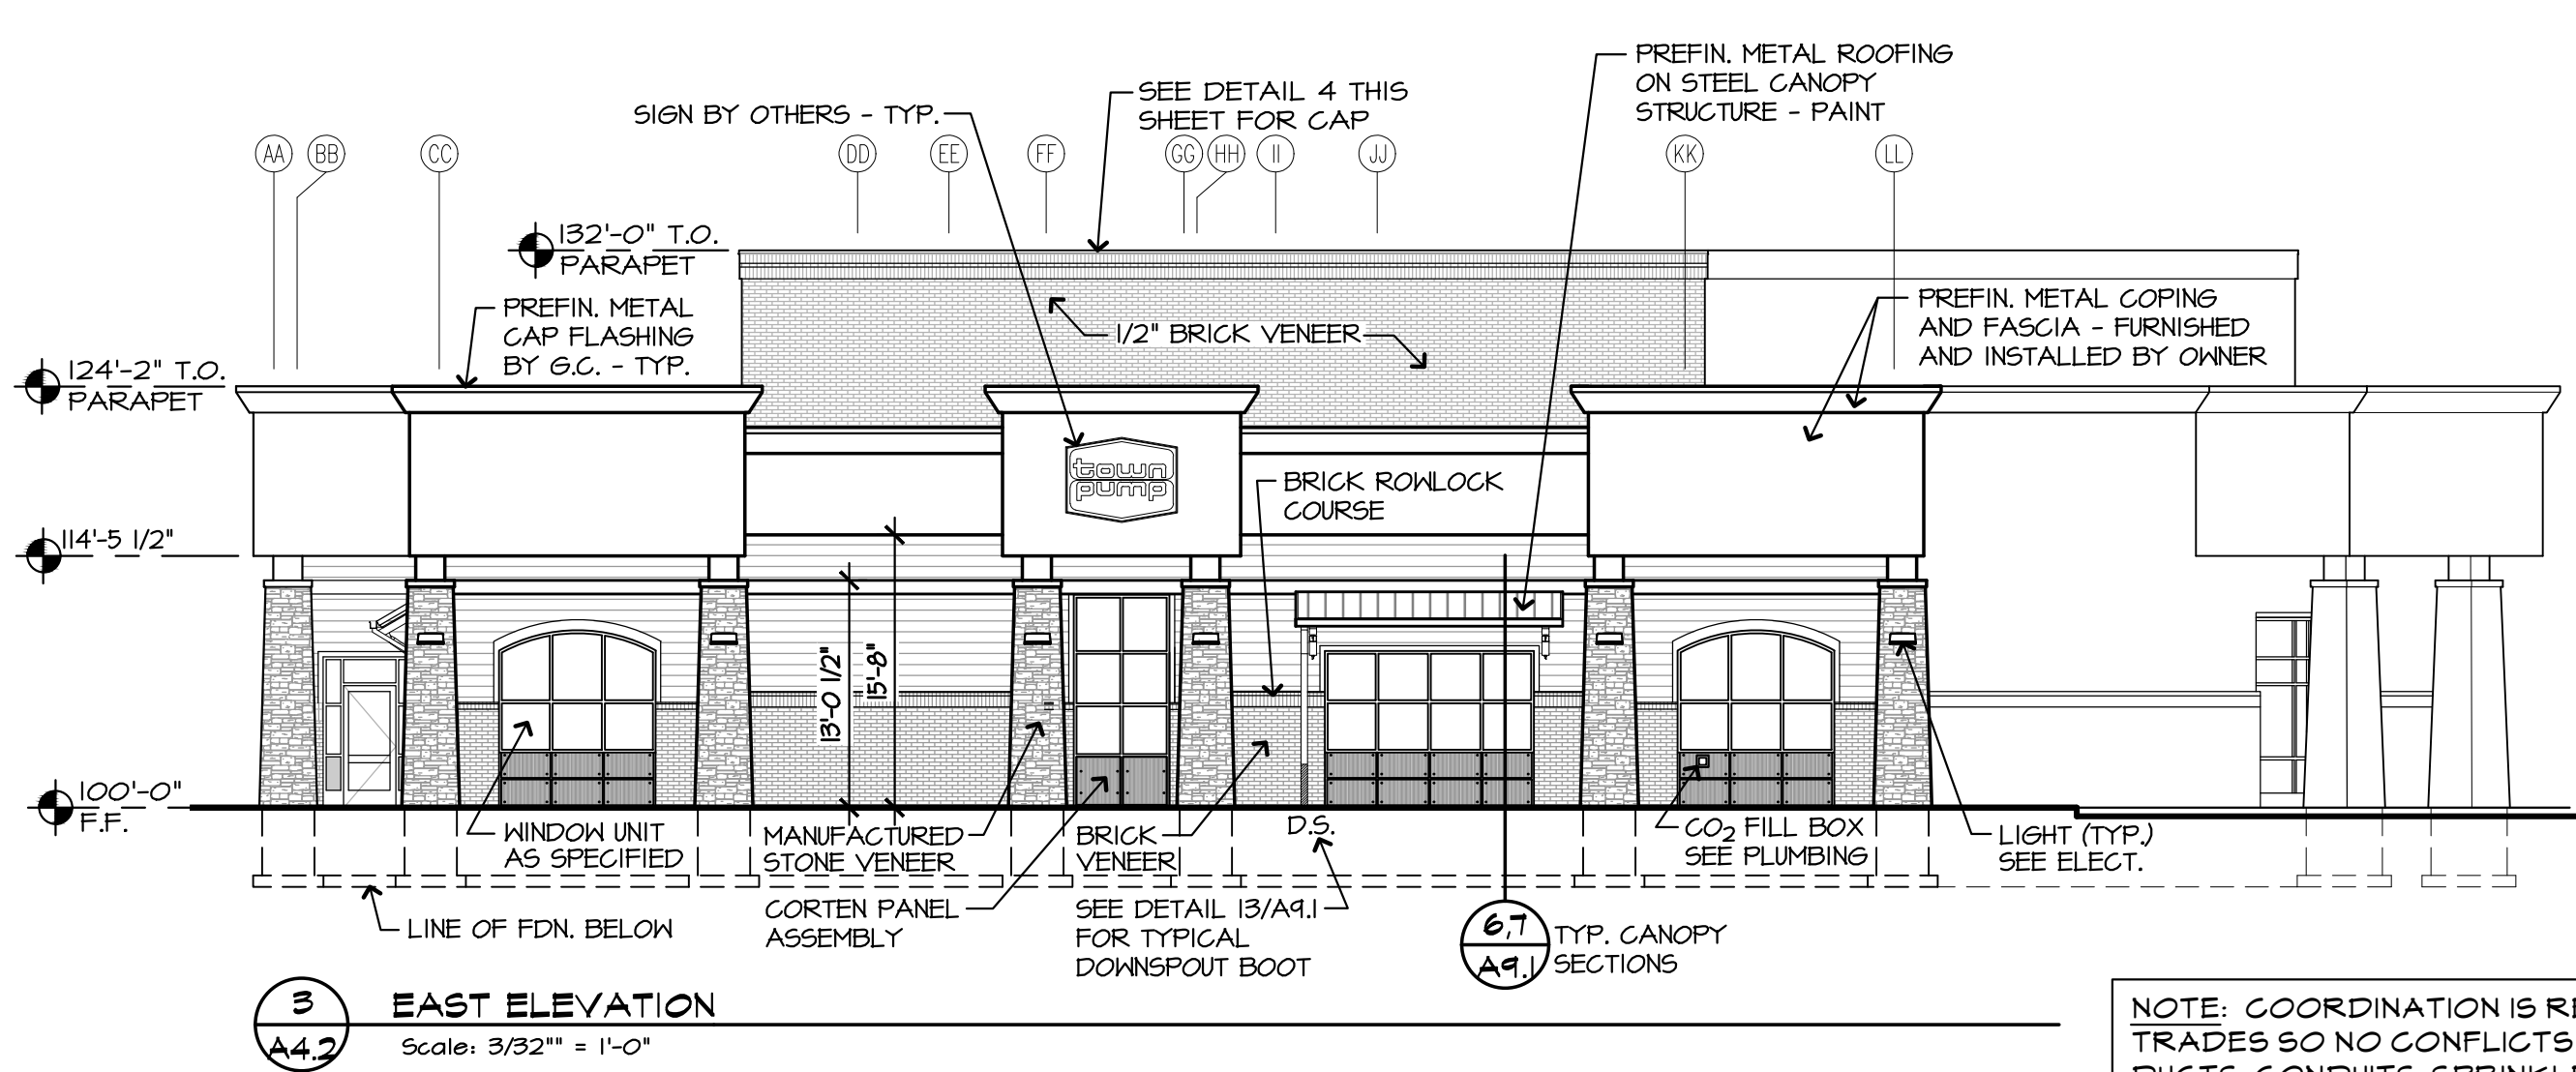 PREFIN. METAL ROOFING
ON STEEL CANOPY
STRUCTURE - PAINT
SEE DETAIL 4 THIS
SHEET FOR CAP
SIGN BY OTHERS - TYP.
AA BB CC DD EE FF GG HH II JJ KK LL
132'-0" T.O.
PARAPET
PREFIN. METAL
CAP FLASHING
BY G.C. - TYP.
1/2" BRICK VENEER
PREFIN. METAL COPING
AND FASCIA - FURNISHED
AND INSTALLED BY OWNER
124'-2" T.O.
PARAPET
town
pump
BRICK ROWLOCK
COURSE
114'-5 1/2"
13'-0 1/2"
15'-8"
100'-0"
F.F.
WINDOW UNIT
AS SPECIFIED
MANUFACTURED
STONE VENEER
BRICK
VENEER
D.S.
CO2 FILL BOX
SEE PLUMBING
LIGHT (TYP.)
SEE ELECT.
LINE OF FDN. BELOW
CORTEN PANEL
ASSEMBLY
SEE DETAIL 13/A9.1
FOR TYPICAL
DOWNSPOUT BOOT
6,7
A9.1
TYP. CANOPY
SECTIONS
3
A4.2
EAST ELEVATION
Scale: 3/32"" = 1'-0"
NOTE: COORDINATION IS
TRADES SO NO CONFLICTS